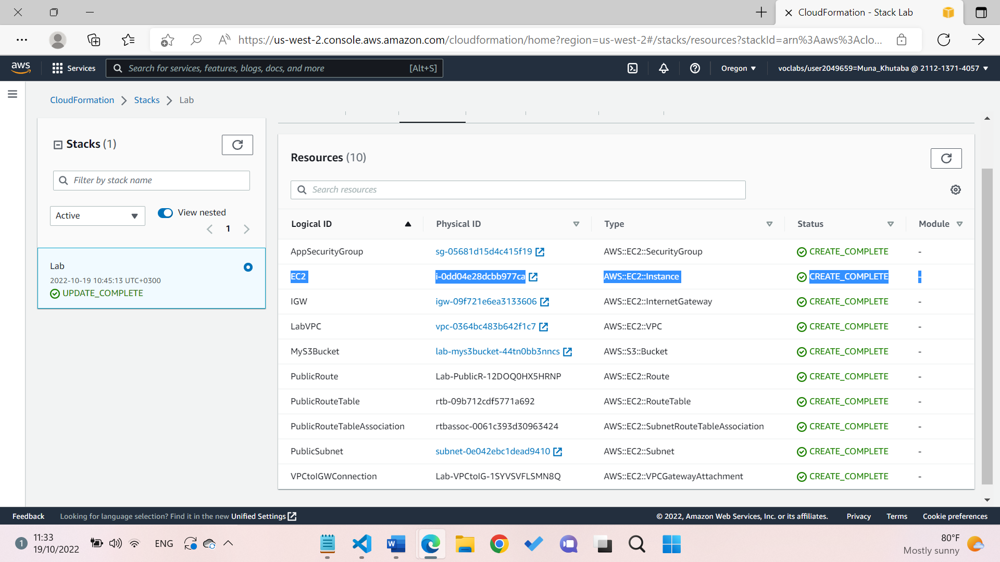 CloudFormation - Stack Lab
https://us-west-2.console.aws.amazon.com/cloudformation/home?region=us-west-2#/stacks/resources?stackId=arn%3Aaws%3Aclo...
aws
Services
Search for services, features, blogs, docs, and more
[Alt+S]
Oregon
voclabs/user2049659=Muna_Khutaba @ 2112-1371-4057
CloudFormation
Stacks
Lab
Stacks (1)
Filter by stack name
Active
View nested
1
Lab
2022-10-19 10:45:13 UTC+0300
UPDATE_COMPLETE
Resources (10)
Search resources
Logical ID Physical ID Type Status Module
AppSecurityGroup sg-05681d15d4c415f19 AWS::EC2::SecurityGroup CREATE_COMPLETE -
EC2 i-0dd04e28dcbb977ca AWS::EC2::Instance CREATE_COMPLETE -
IGW igw-09f721e6ea3133606 AWS::EC2::InternetGateway CREATE_COMPLETE -
LabVPC vpc-0364bc483b642f1c7 AWS::EC2::VPC CREATE_COMPLETE -
MyS3Bucket lab-mys3bucket-44tn0bb3nncs AWS::S3::Bucket CREATE_COMPLETE -
PublicRoute Lab-PublicR-12DOQ0HX5HRNP AWS::EC2::Route CREATE_COMPLETE -
PublicRouteTable rtb-09b712cdf5771a692 AWS::EC2::RouteTable CREATE_COMPLETE -
PublicRouteTableAssociation rtbassoc-0061c393d30963424 AWS::EC2::SubnetRouteTableAssociation CREATE_COMPLETE -
PublicSubnet subnet-0e042ebc1dead9410 AWS::EC2::Subnet CREATE_COMPLETE -
VPCtoIGWConnection Lab-VPCtoIG-1SYVSVFLSMN8Q AWS::EC2::VPCGatewayAttachment CREATE_COMPLETE -
Feedback
Looking for language selection? Find it in the new Unified Settings
© 2022, Amazon Web Services, Inc. or its affiliates.
Privacy
Terms
Cookie preferences
1
11:33
19/10/2022
ENG
W
80°F
Mostly sunny